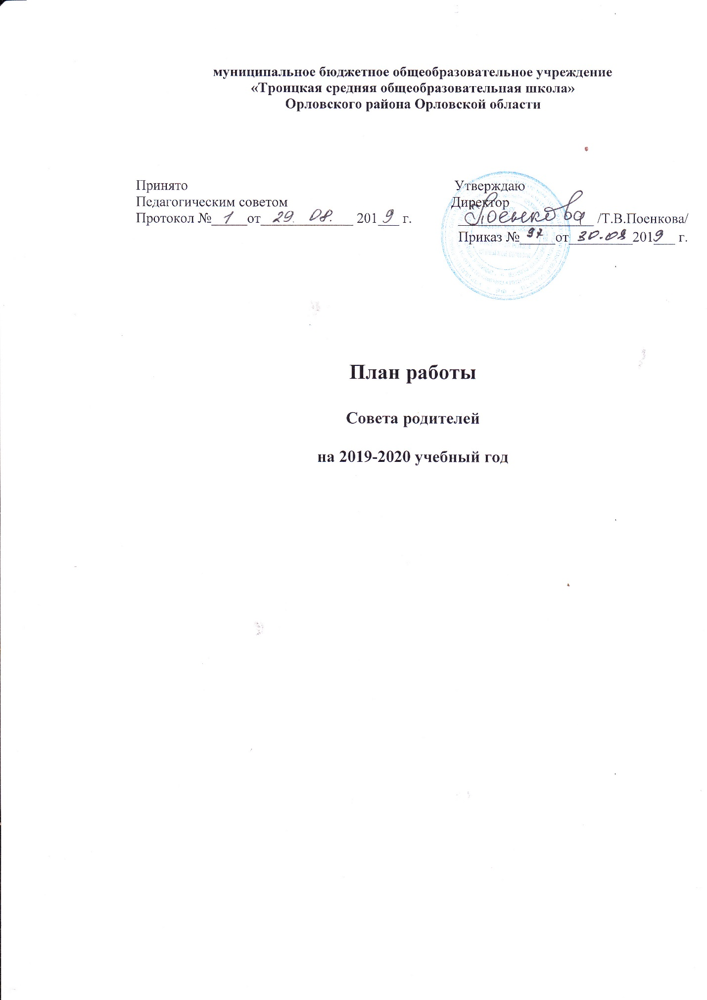 муниципальное бюджетное общеобразовательное учреждение
«Троицкая средняя общеобразовательная школа»
Орловского района Орловской области
Принято
Педагогическим советом
Протокол № 1 от 29. 08. 2019 г.
Утверждаю
Директор
Поенкова /Т.В.Поенкова/
Приказ № 97 от 30.08 2019 г.
План работы
Совета родителей
на 2019-2020 учебный год